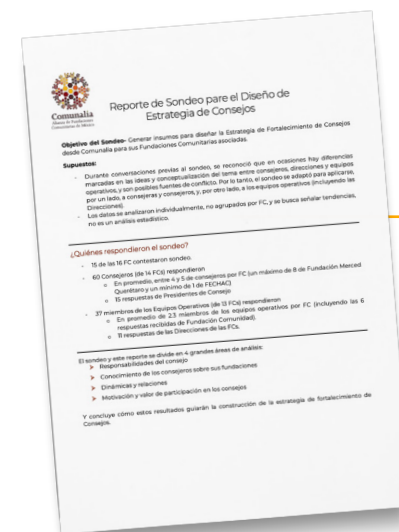 Comunalia
Alianza de Fundaciones
Comunitarias de México
Reporte de Sondeo pare el Diseño de
Estrategia de Consejos
Objetivo del Sondeo- Generar insumos para diseñar la Estrategia de Fortalecimiento de Consejos
desde Comunalia para sus Fundaciones Comunitarias asociadas.
Supuestos:
- Durante conversaciones previas al sondeo, se reconoció que en ocasiones hay diferencias
marcadas en las ideas y conceptualización del tema entre consejeros, direcciones y equipos
operativos, y son posibles fuentes de conflicto. Por lo tanto, el sondeo se adaptó para aplicarse,
por un lado, a consejeras y consejeros, y, por otro lado, a los equipos operativos (incluyendo las
Direcciones).
- Los datos se analizaron individualmente, no agrupados por FC, y se busca señalar tendencias,
no es un análisis estadístico.
¿Quiénes respondieron el sondeo?
- 15 de las 16 FC contestaron sondeo.
- 60 Consejeros (de 14 FCs) respondieron
o En promedio, entre 4 y 5 de consejeros por FC (un máximo de 8 de Fundación Merced
Querétaro y un mínimo de 1 de FECHAC)
o 15 respuestas de Presidentes de Consejo
- 37 miembros de los Equipos Operativos (de 13 FCs) respondieron
o En promedio de 2.3 miembros de los equipos operativos por FC (incluyendo las 6
respuestas recibidas de Fundación Comunidad).
o 11 respuestas de las Direcciones de las FCs.
El sondeo y este reporte se divide en 4 grandes áreas de análisis:
➤ Responsabilidades del consejo
➤ Conocimiento de los consejeros sobre sus fundaciones
➤ Dinámicas y relaciones
➤ Motivación y valor de participación en los consejos
Y concluye cómo estos resultados guiarán la construcción de la estrategia de fortalecimiento de
Consejos.